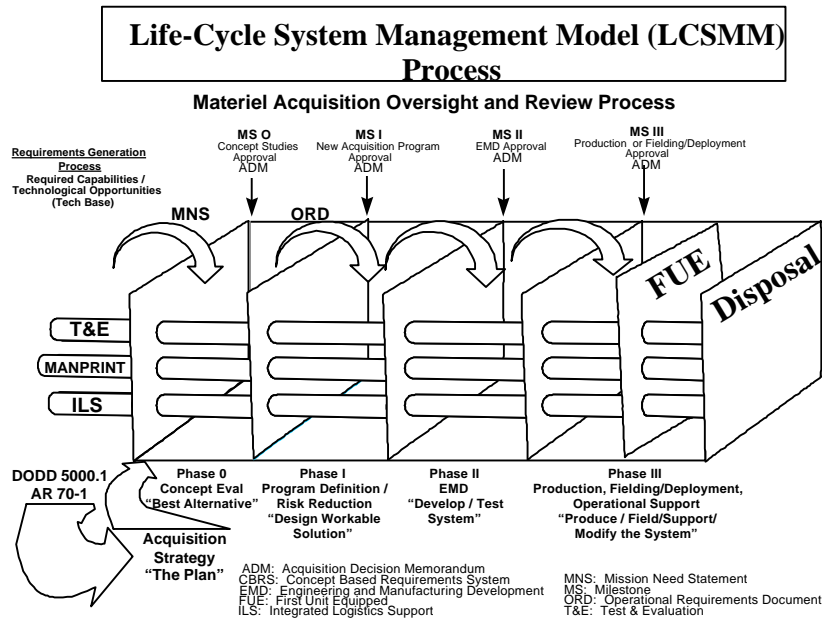 Life-Cycle System Management Model (LCSMM)
Process
Materiel Acquisition Oversight and Review Process
Requirements Generation
Process
Required Capabilities /
Technological Opportunities
(Tech Base)
MS O
Concept Studies
Approval
ADM
MS I
New Acquisition Program
Approval
ADM
MS II
EMD Approval
ADM
MS III
Production or Fielding/Deployment
Approval
ADM
MNS
ORD
FUE
Disposal
T&E
MANPRINT
ILS
DODD 5000.1
AR 70-1
Acquisition
Strategy
“The Plan”
Phase 0
Concept Eval
“Best Alternative”
Phase I
Program Definition /
Risk Reduction
“Design Workable
Solution”
Phase II
EMD
“Develop / Test
System”
Phase III
Production, Fielding/Deployment,
Operational Support
“Produce / Field/Support/
Modify the System”
ADM: Acquisition Decision Memorandum
CBRS: Concept Based Requirements System
EMD: Engineering and Manufacturing Development
FUE: First Unit Equipped
ILS: Integrated Logistics Support
MNS: Mission Need Statement
MS: Milestone
ORD: Operational Requirements Document
T&E: Test & Evaluation